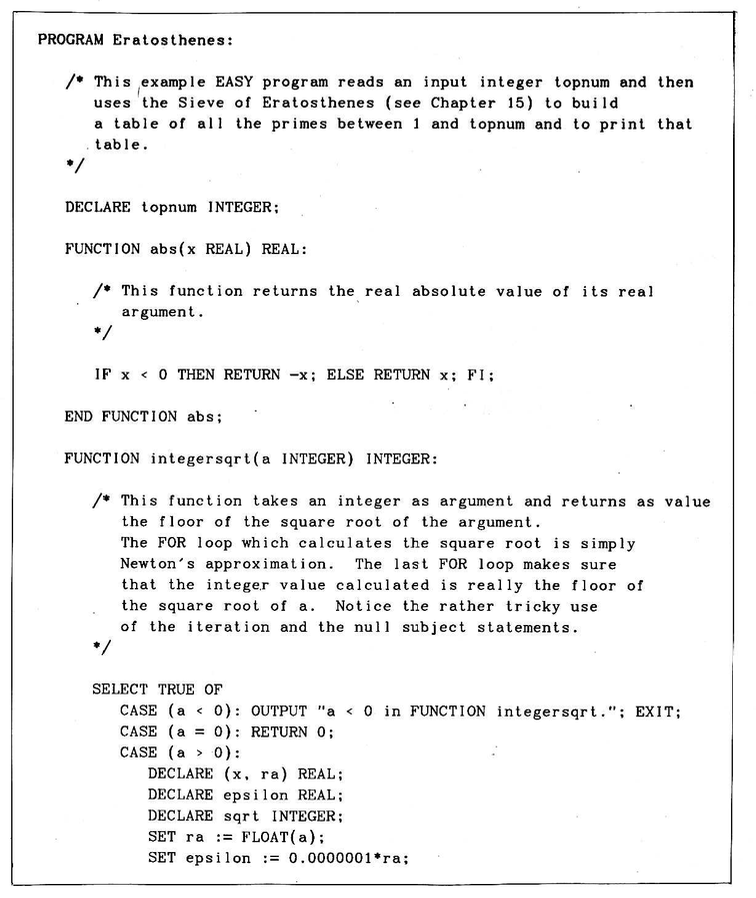 PROGRAM Eratosthenes:
/* This example EASY program reads an input integer topnum and then
uses the Sieve of Eratosthenes (see Chapter 15) to build
a table of all the primes between 1 and topnum and to print that
table.
*/
DECLARE topnum INTEGER;
FUNCTION abs(x REAL) REAL:
/* This function returns the real absolute value of its real
argument.
*/
IF x < 0 THEN RETURN -x; ELSE RETURN x; FI;
END FUNCTION abs;
FUNCTION integersqrt(a INTEGER) INTEGER:
/* This function takes an integer as argument and returns as value
the floor of the square root of the argument.
The FOR loop which calculates the square root is simply
Newton's approximation. The last FOR loop makes sure
that the integer value calculated is really the floor of
the square root of a. Notice the rather tricky use
of the iteration and the null subject statements.
*/
SELECT TRUE OF
CASE (a < 0): OUTPUT "a < 0 in FUNCTION integersqrt."; EXIT;
CASE (a = 0): RETURN 0;
CASE (a > 0):
DECLARE (x, ra) REAL;
DECLARE epsilon REAL;
DECLARE sqrt INTEGER;
SET ra := FLOAT(a);
SET epsilon := 0.0000001*ra;